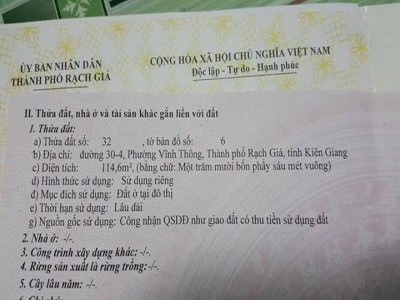 ỦY BAN NHÂN DÂN
THÀNH PHỐ RẠCH GIÁ
CỘNG HÒA XÃ HỘI CHỦ NGHĨA VIỆT NAM
Độc lập - Tự do - Hạnh phúc
II. Thửa đất, nhà ở và tài sản khác gắn liền với đất
1. Thửa đất:
a) Thửa đất số: 32 , tờ bản đồ số: 6
b) Địa chỉ: đường 30-4, Phường Vĩnh Thông, Thành phố Rạch Giá, tỉnh Kiên Giang
c) Diện tích: 114,6m², (bằng chữ: Một trăm mười bốn phẩy sáu mét vuông)
d) Hình thức sử dụng: Sử dụng riêng
đ) Mục đích sử dụng: Đất ở tại đô thị
e) Thời hạn sử dụng: Lâu dài
g) Nguồn gốc sử dụng: Công nhận QSDĐ như giao đất có thu tiền sử dụng đất
2. Nhà ở: -/-.
3. Công trình xây dựng khác: -/-.
4. Rừng sản xuất là rừng trồng: -/-.
5. Cây lâu năm: -/-.
6. Ghi chú: